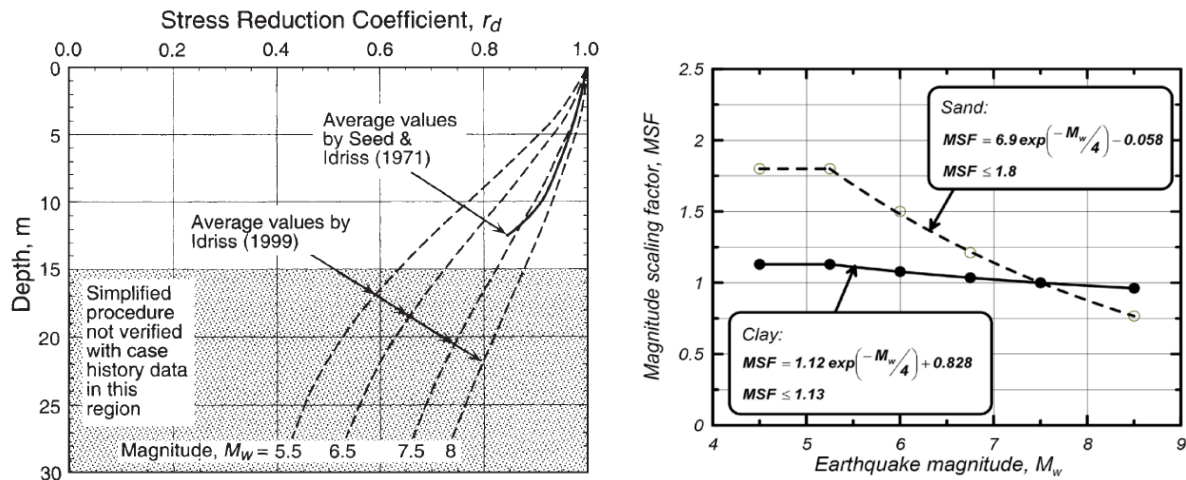 Stress Reduction Coefficient, r_d
0.0 0.2 0.4 0.6 0.8 1.0
0
5
10
15
20
25
30
Depth, m
Average values
by Seed &
Idriss (1971)
Average values by
Idriss (1999)
Simplified
procedure
not verified
with case
history data
in this
region
Magnitude, Mw = 5.5 6.5 7.5 8
2.5
2
1.5
1
0.5
0
Magnitude scaling factor, MSF
Sand:
MSF = 6.9 exp(-Mw/4) - 0.058
MSF ≤ 1.8
Clay:
MSF = 1.12 exp(-Mw/4) + 0.828
MSF ≤ 1.13
4 5 6 7 8 9
Earthquake magnitude, Mw